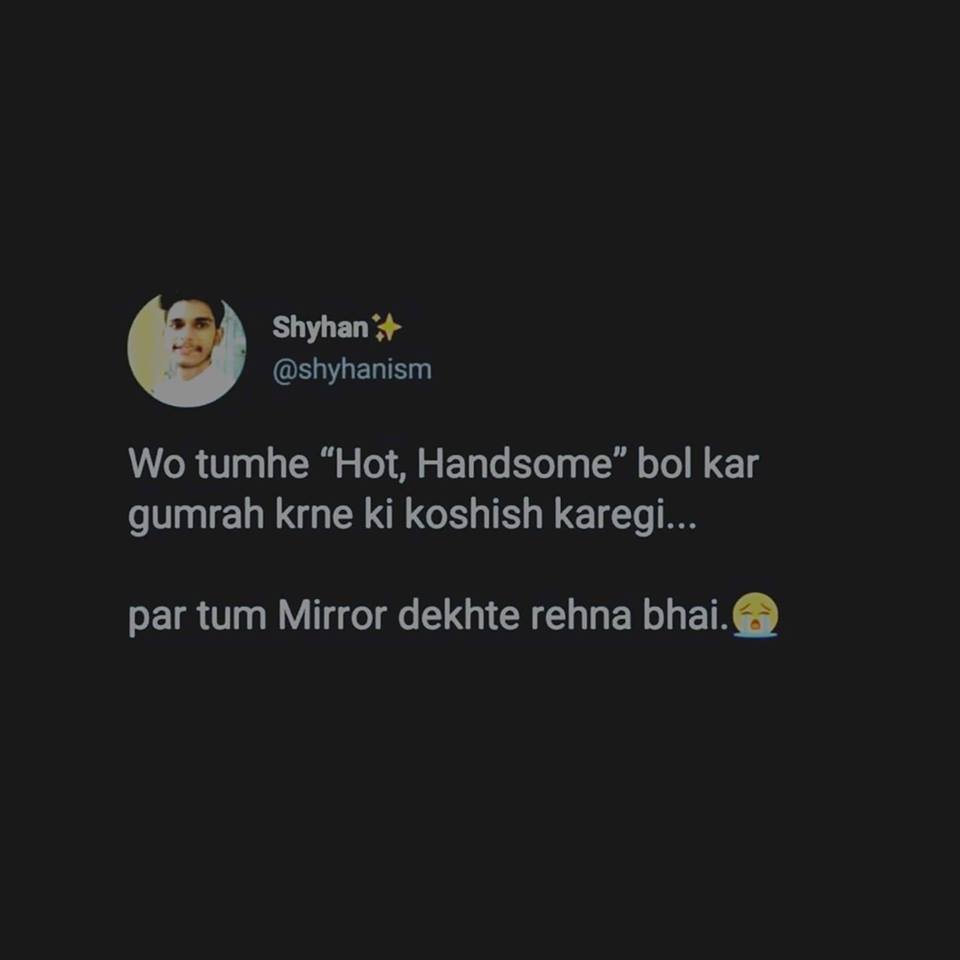 Shyhan✨
@shyhanism
Wo tumhe “Hot, Handsome” bol kar
gumrah krne ki koshish karegi...
par tum Mirror dekhte rehna bhai.😭